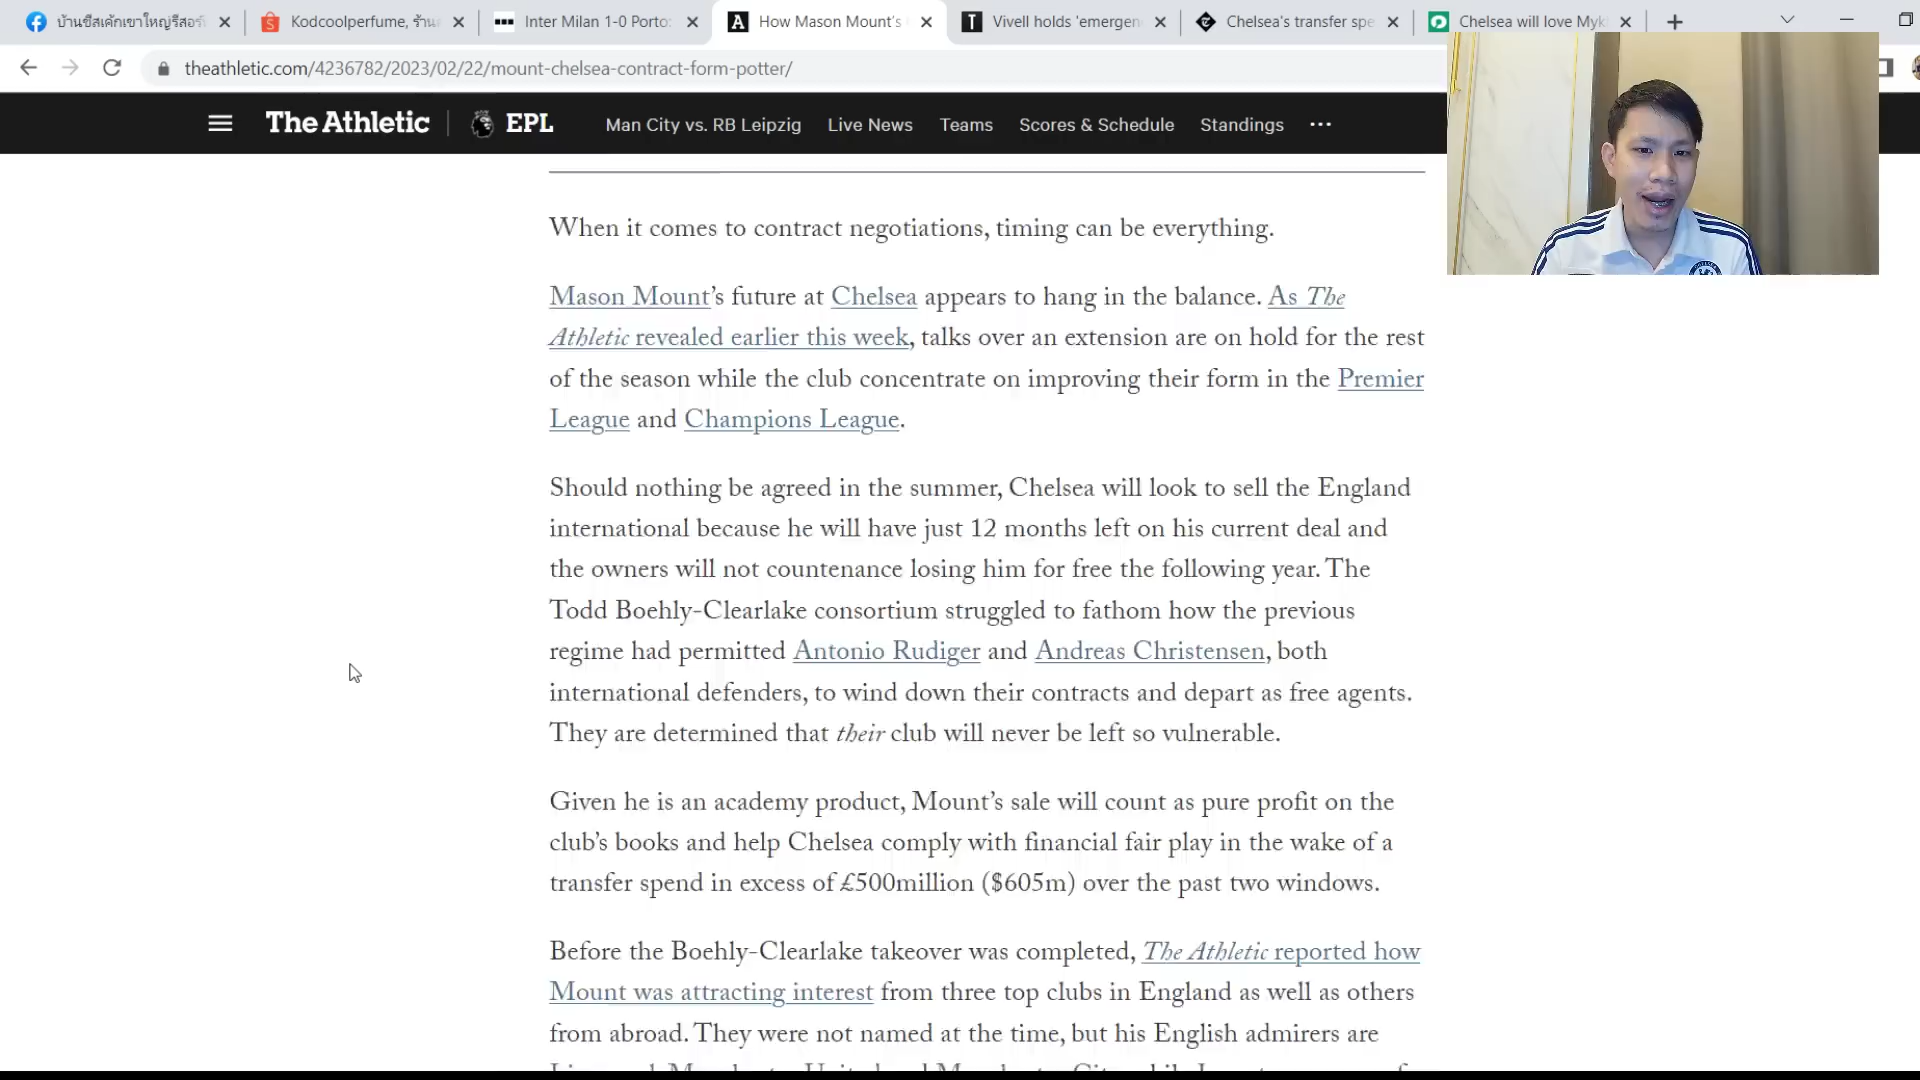 บ้านชีสเค้กเขาใหญ่รีสอร์
Kodcoolperfume, ร้าน
Inter Milan 1-0 Porto:
How Mason Mount's
Vivell holds 'emergen
Chelsea's transfer spe
Chelsea will love Myk
theathletic.com/4236782/2023/02/22/mount-chelsea-contract-form-potter/
The Athletic EPL Man City vs. RB Leipzig Live News Teams Scores & Schedule Standings ...
When it comes to contract negotiations, timing can be everything.
Mason Mount's future at Chelsea appears to hang in the balance. As The
Athletic revealed earlier this week, talks over an extension are on hold for the rest
of the season while the club concentrate on improving their form in the Premier
League and Champions League.
Should nothing be agreed in the summer, Chelsea will look to sell the England
international because he will have just 12 months left on his current deal and
the owners will not countenance losing him for free the following year. The
Todd Boehly-Clearlake consortium struggled to fathom how the previous
regime had permitted Antonio Rudiger and Andreas Christensen, both
international defenders, to wind down their contracts and depart as free agents.
They are determined that their club will never be left so vulnerable.
Given he is an academy product, Mount's sale will count as pure profit on the
club's books and help Chelsea comply with financial fair play in the wake of a
transfer spend in excess of £500million ($605m) over the past two windows.
Before the Boehly-Clearlake takeover was completed, The Athletic reported how
Mount was attracting interest from three top clubs in England as well as others
from abroad. They were not named at the time, but his English admirers are